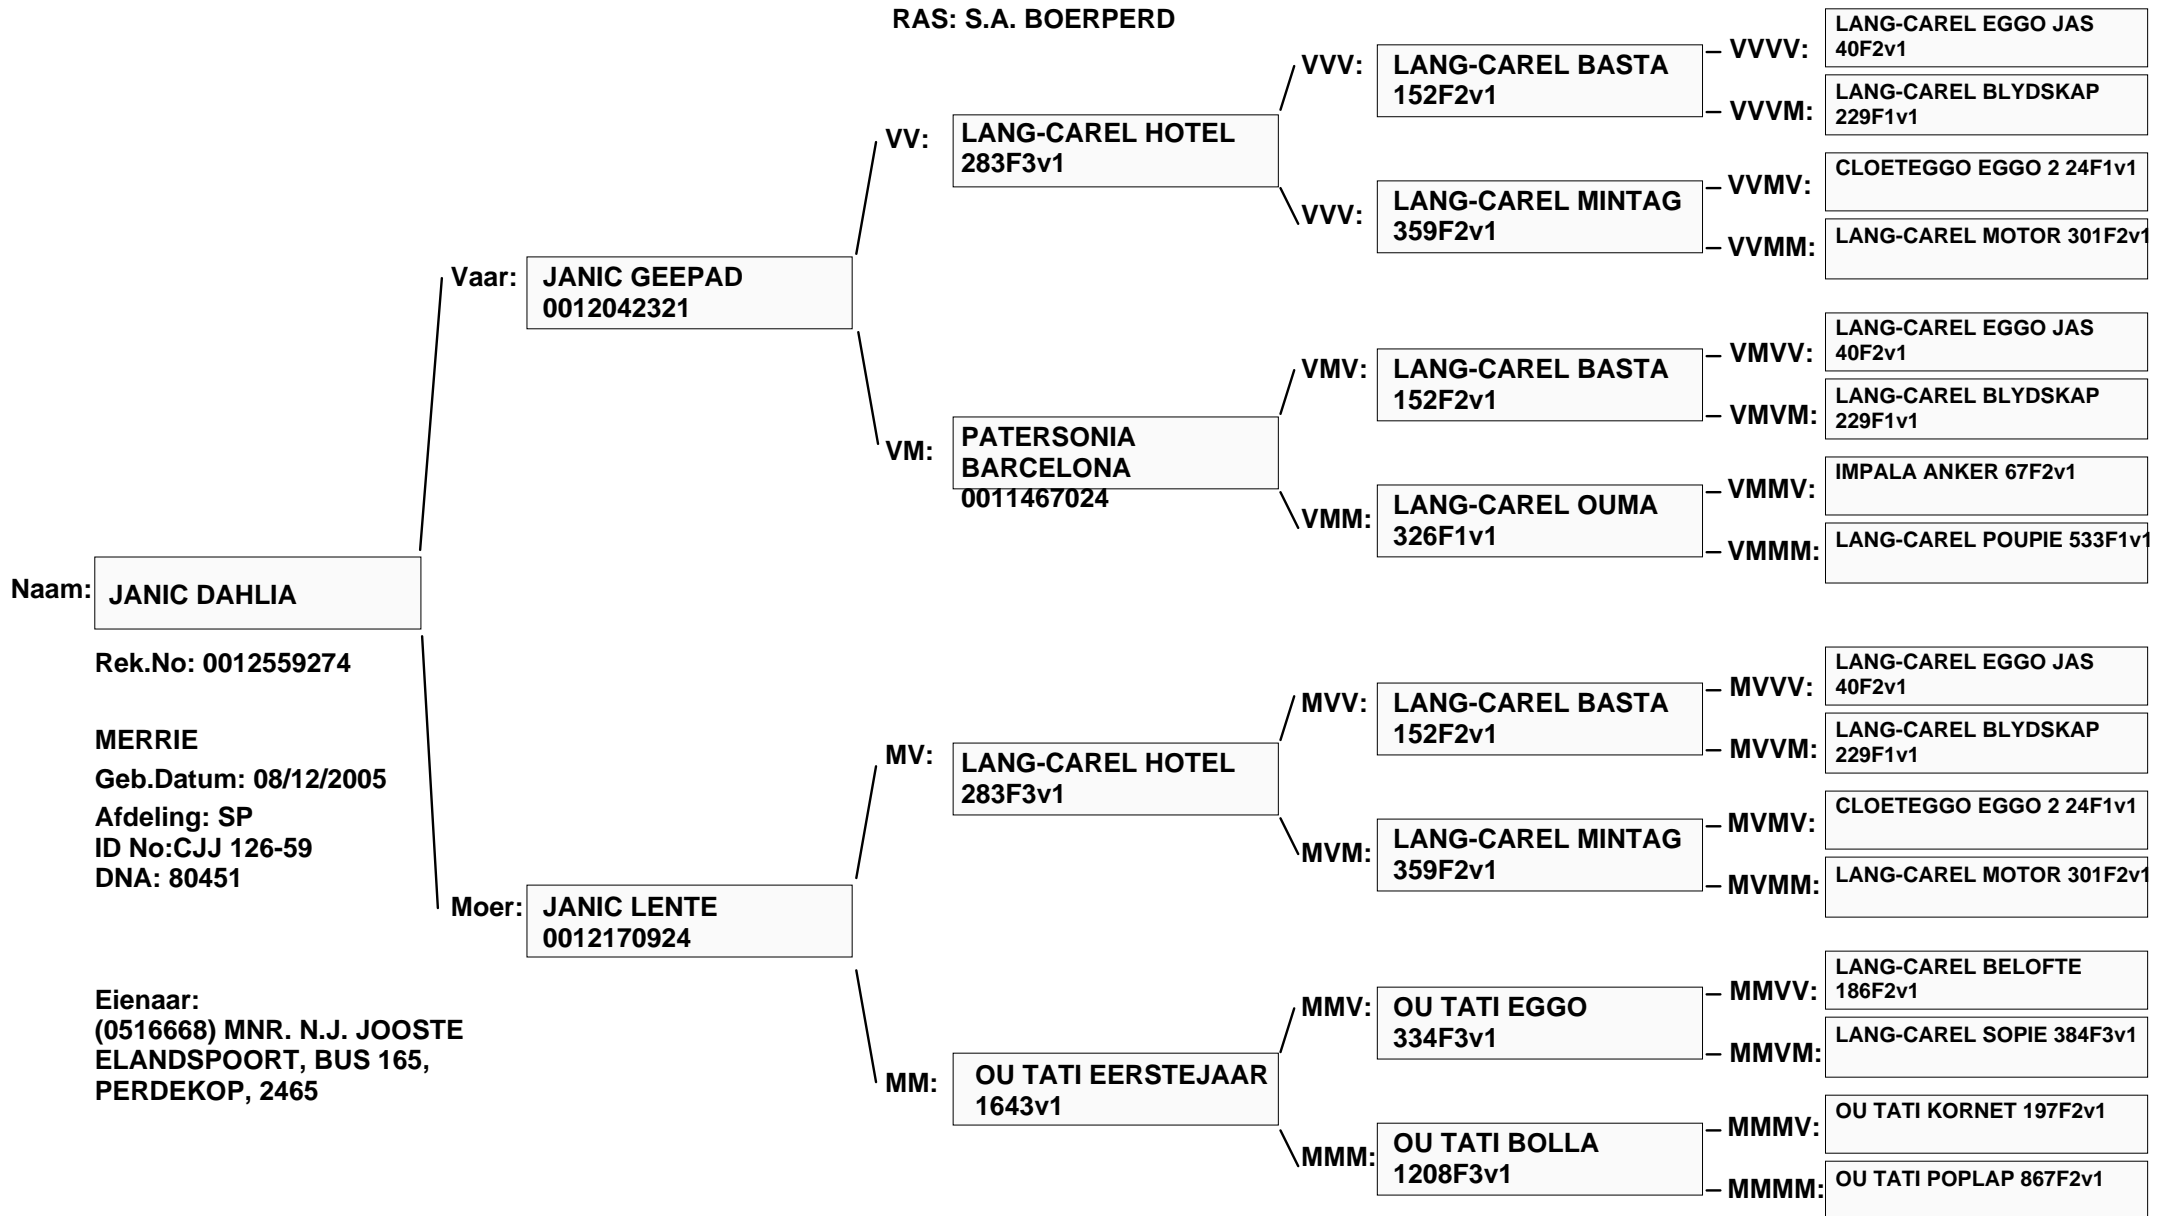 RAS: S.A. BOERPERD
Naam:
JANIC DAHLIA
Rek.No: 0012559274
MERRIE
Geb.Datum: 08/12/2005
Afdeling: SP
ID No:CJJ 126-59
DNA: 80451
Eienaar:
(0516668) MNR. N.J. JOOSTE
ELANDSPOORT, BUS 165,
PERDEKOP, 2465
Vaar:
JANIC GEEPAD
0012042321
Moer:
JANIC LENTE
0012170924
VV:
LANG-CAREL HOTEL
283F3v1
VM:
PATERSONIA
BARCELONA
0011467024
MV:
LANG-CAREL HOTEL
283F3v1
MM:
OU TATI EERSTEJAAR
1643v1
VVV:
LANG-CAREL BASTA
152F2v1
VVV:
LANG-CAREL MINTAG
359F2v1
VMV:
LANG-CAREL BASTA
152F2v1
VMM:
LANG-CAREL OUMA
326F1v1
MVV:
LANG-CAREL BASTA
152F2v1
MVM:
LANG-CAREL MINTAG
359F2v1
MMV:
OU TATI EGGO
334F3v1
MMM:
OU TATI BOLLA
1208F3v1
VVVV:
LANG-CAREL EGGO JAS
40F2v1
VVVM:
LANG-CAREL BLYDSKAP
229F1v1
VVMV:
CLOETEGGO EGGO 2 24F1v1
VVMM:
LANG-CAREL MOTOR 301F2v1
VMVV:
LANG-CAREL EGGO JAS
40F2v1
VMVM:
LANG-CAREL BLYDSKAP
229F1v1
VMMV:
IMPALA ANKER 67F2v1
VMMM:
LANG-CAREL POUPIE 533F1v1
MVVV:
LANG-CAREL EGGO JAS
40F2v1
MVVM:
LANG-CAREL BLYDSKAP
229F1v1
MVMV:
CLOETEGGO EGGO 2 24F1v1
MVMM:
LANG-CAREL MOTOR 301F2v1
MMVV:
LANG-CAREL BELOFTE
186F2v1
MMVM:
LANG-CAREL SOPIE 384F3v1
MMMV:
OU TATI KORNET 197F2v1
MMMM:
OU TATI POPLAP 867F2v1